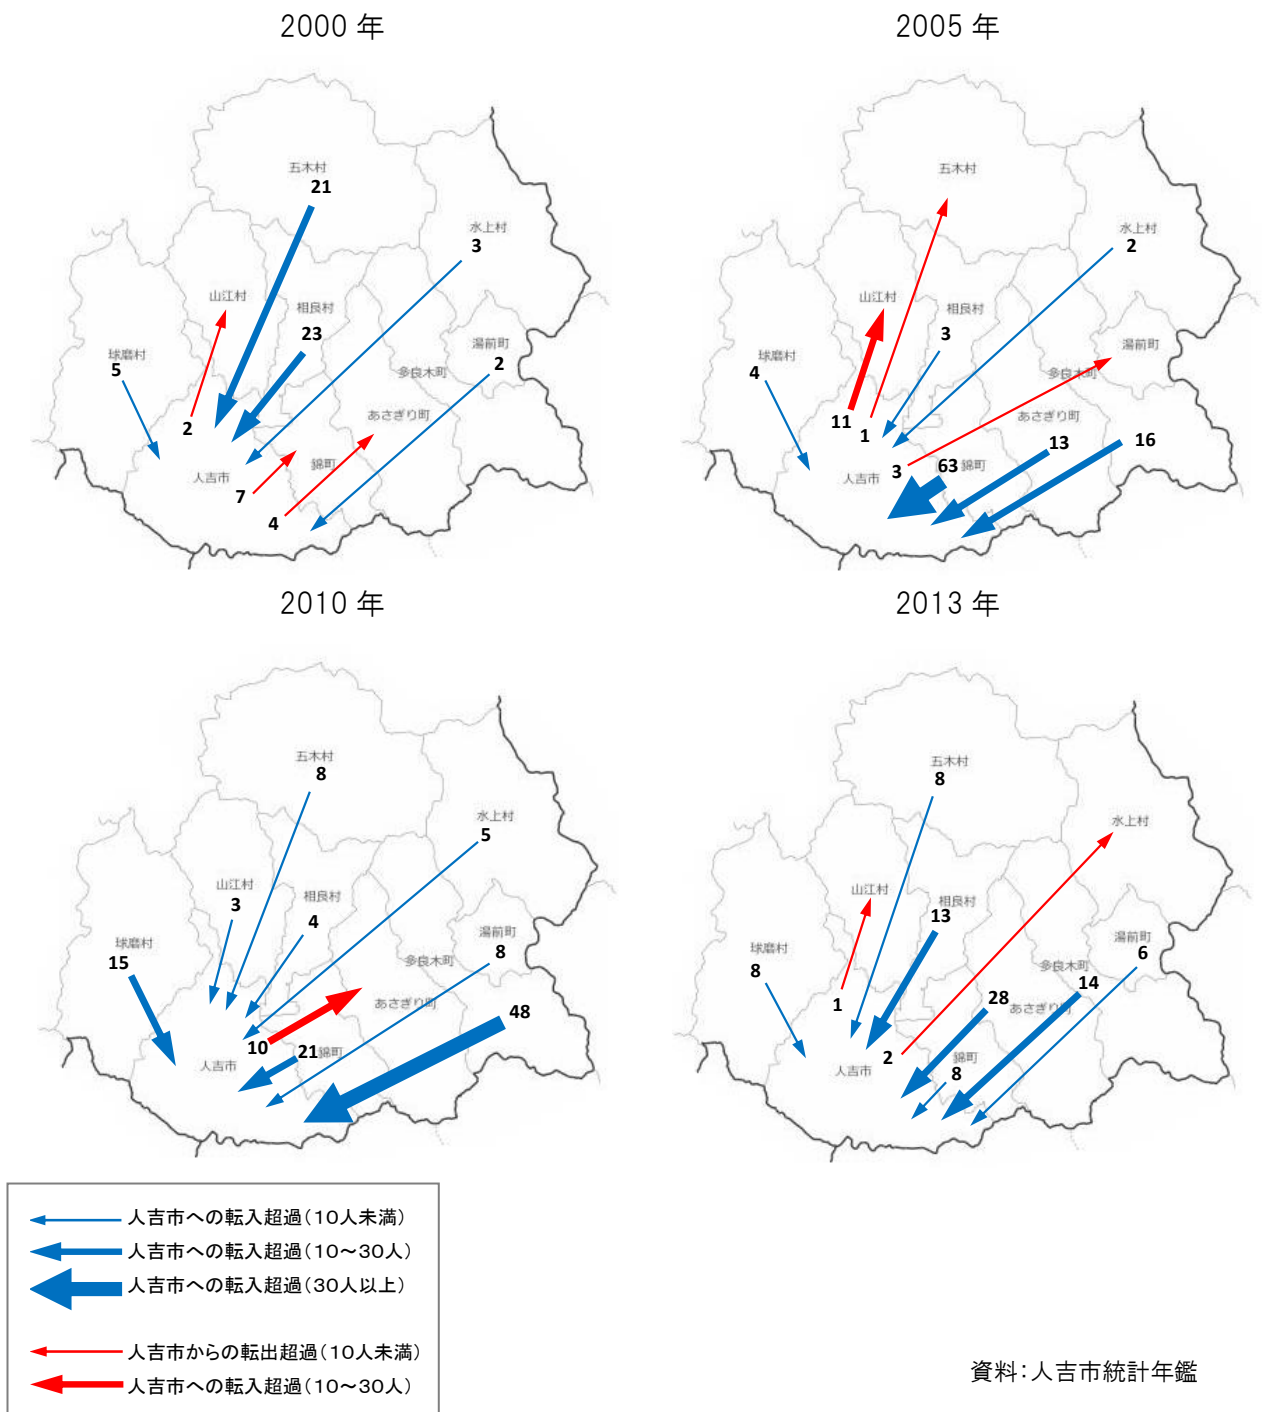 2000 年
2005 年
五木村
21
水上村
3
山江村
相良村
23
球磨村
5
湯前町
2
多良木町
あさぎり町
2
錦町
人吉市
7
4
五木村
水上村
2
山江村
相良村
3
球磨村
4
湯前町
多良木町
あさぎり町
11
1
13
16
3
63
錦町
人吉市
2010 年
2013 年
五木村
8
水上村
5
山江村
3
相良村
4
球磨村
15
湯前町
8
多良木町
あさぎり町
48
10
21
錦町
人吉市
五木村
8
水上村
山江村
相良村
13
球磨村
8
湯前町
6
多良木町
14
28
あさぎり町
1
2
錦町
8
人吉市
人吉市への転入超過(10人未満)
人吉市への転入超過(10~30人)
人吉市への転入超過(30人以上)
人吉市からの転出超過(10人未満)
人吉市への転入超過(10~30人)
資料:人吉市統計年鑑